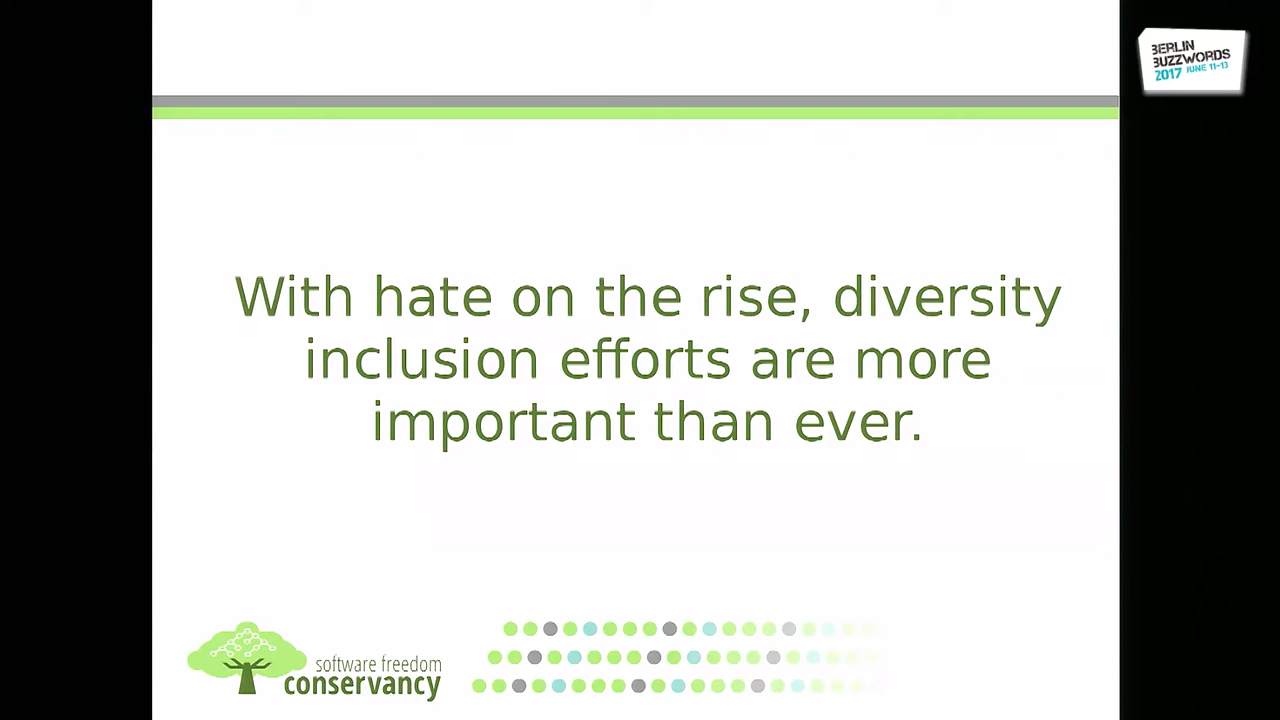 BERLIN
BUZZWORDS
2017 JUNE 11-13
With hate on the rise, diversity
inclusion efforts are more
important than ever.
software freedom
conservancy